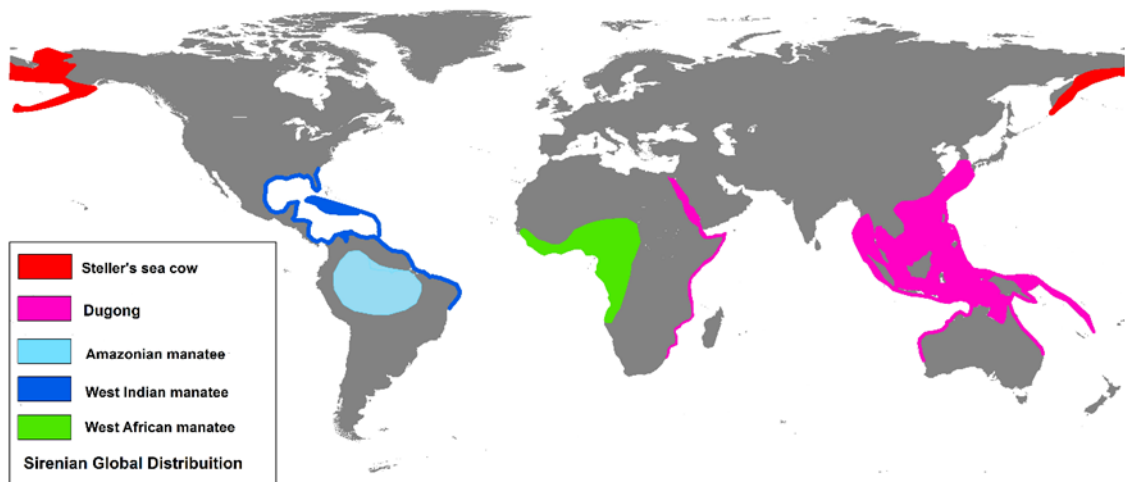 Steller's sea cow
Dugong
Amazonian manatee
West Indian manatee
West African manatee
Sirenian Global Distribuition